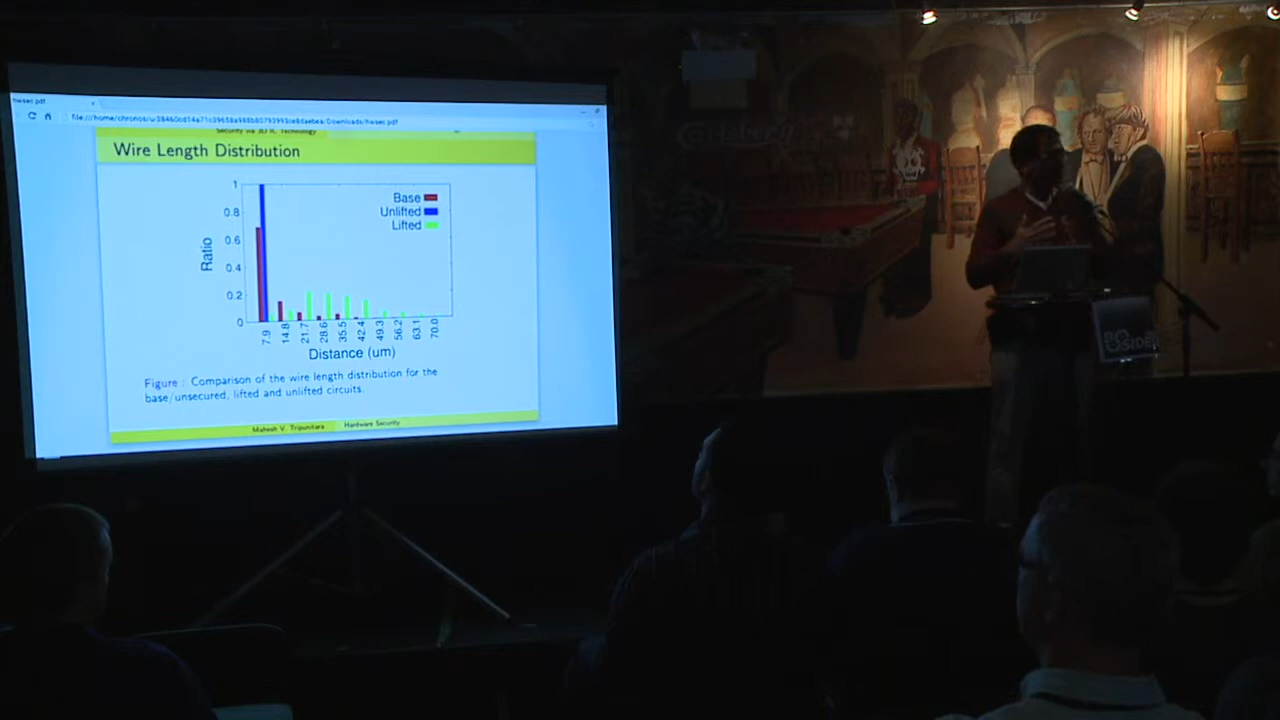 hwsec.pdf
Security via 3D IC Technology
Wire Length Distribution
1
0.8
0.6
0.4
0.2
0
Ratio
Base
Unlifted
Lifted
7.9
14.8
21.7
28.6
35.5
42.4
49.3
56.2
63.1
70.0
Distance (um)
Figure : Comparison of the wire length distribution for the
base/unsecured, lifted and unlifted circuits.
Mahesh V. Tripunitara Hardware Security
Carlsberg